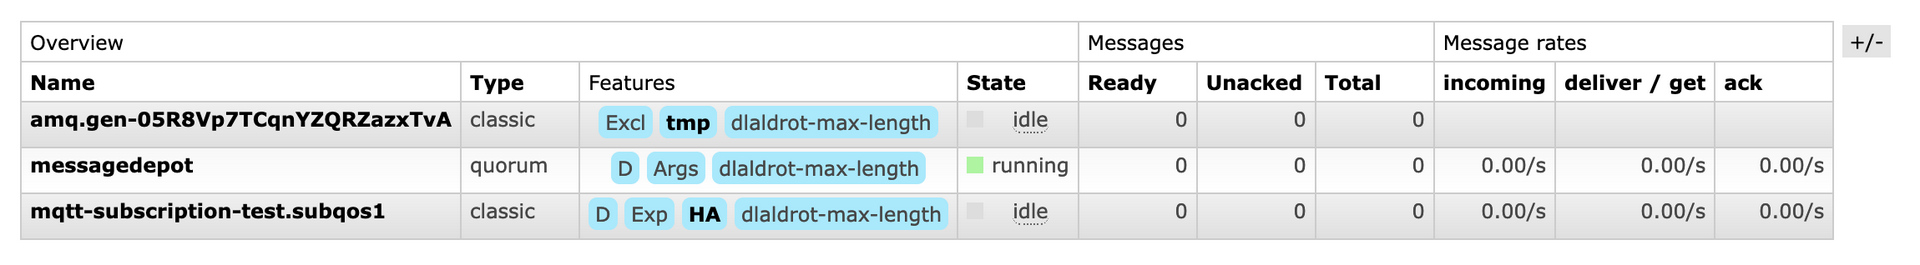 Overview Messages Message rates +/-
Name Type Features State Ready Unacked Total incoming deliver / get ack
amq.gen-05R8Vp7TCqnYZQRZazxTvA classic Excl tmp dlaldrot-max-length idle 0 0 0
messagedepot quorum D Args dlaldrot-max-length running 0 0 0 0.00/s 0.00/s 0.00/s
mqtt-subscription-test.subqos1 classic D Exp HA dlaldrot-max-length idle 0 0 0 0.00/s 0.00/s 0.00/s